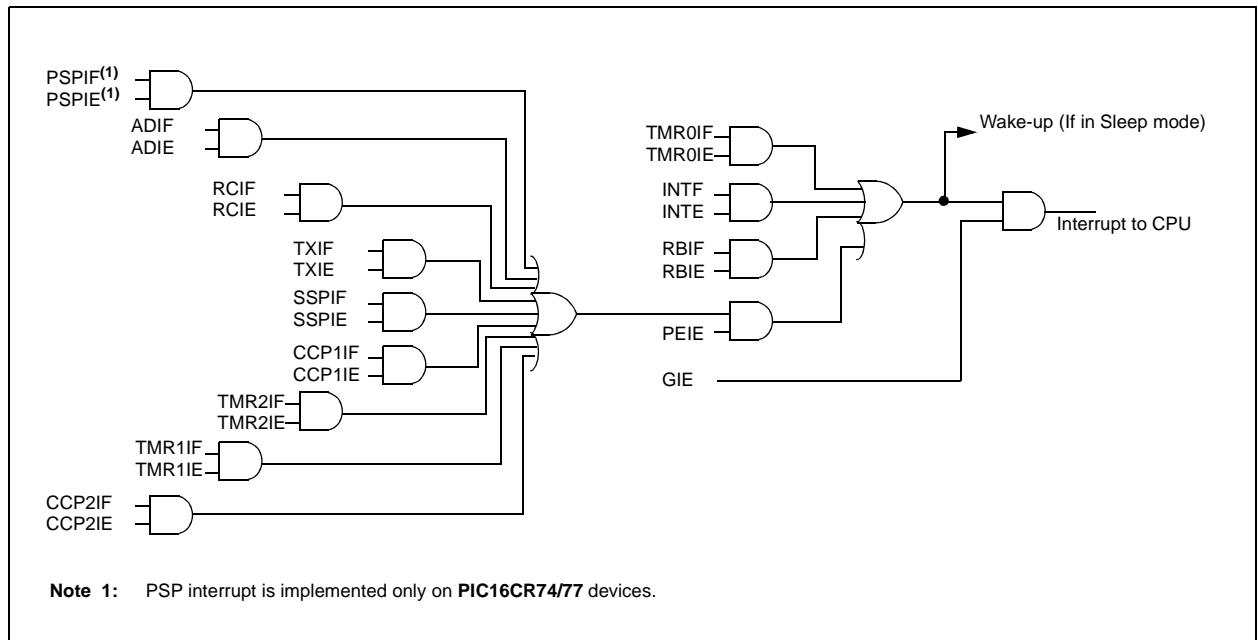 PSPIF(1)
PSPIE(1)
ADIF
ADIE
RCIF
RCIE
TXIF
TXIE
SSPIF
SSPIE
CCP1IF
CCP1IE
TMR2IF
TMR2IE
TMR1IF
TMR1IE
CCP2IF
CCP2IE
TMR0IF
TMR0IE
INTF
INTE
RBIF
RBIE
PEIE
GIE
Wake-up (If in Sleep mode)
Interrupt to CPU
Note 1: PSP interrupt is implemented only on PIC16CR74/77 devices.